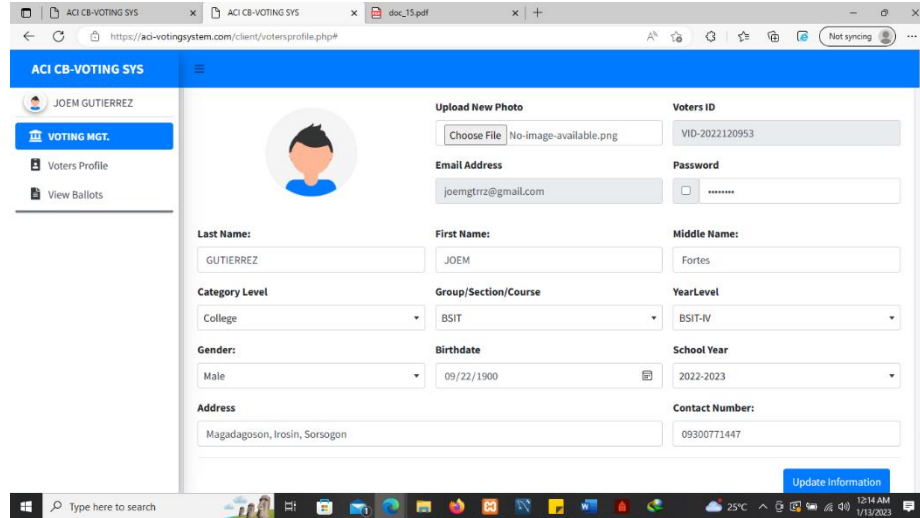 ACI CB-VOTING SYS
ACI CB-VOTING SYS
doc_15.pdf
https://aci-votingsystem.com/client/votersprofile.php#
Not syncing
ACI CB-VOTING SYS
JOEM GUTIERREZ
VOTING MGT.
Voters Profile
View Ballots
Upload New Photo
Voters ID
Choose File No-image-available.png
VID-2022120953
Email Address
Password
joemgtrrz@gmail.com
••••••••
Last Name:
First Name:
Middle Name:
GUTIERREZ
JOEM
Fortes
Category Level
Group/Section/Course
YearLevel
College
BSIT
BSIT-IV
Gender:
Birthdate
School Year
Male
09/22/1900
2022-2023
Address
Contact Number:
Magadagoson, Irosin, Sorsogon
09300771447
Update Information
Type here to search
25°C
12:14 AM
1/13/2023